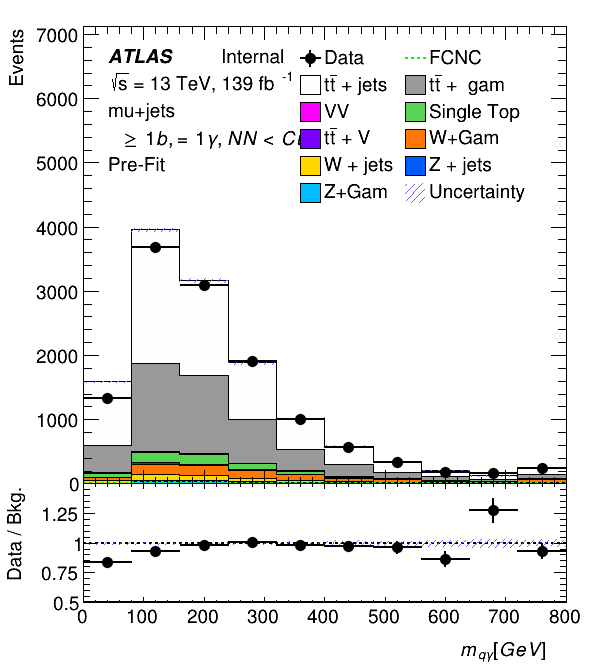 7000
6000
5000
4000
3000
2000
1000
0
Events
ATLAS Internal
√s = 13 TeV, 139 fb⁻¹
mu+jets
≥ 1b, = 1γ, NN < C
Pre-Fit
Data
FCNC
tt̄ + jets
tt̄ + gam
VV
Single Top
tt̄ + V
W+Gam
W + jets
Z + jets
Z+Gam
Uncertainty
1.25
1
0.75
0.5
Data / Bkg.
0 100 200 300 400 500 600 700 800
m_qγ[GeV]